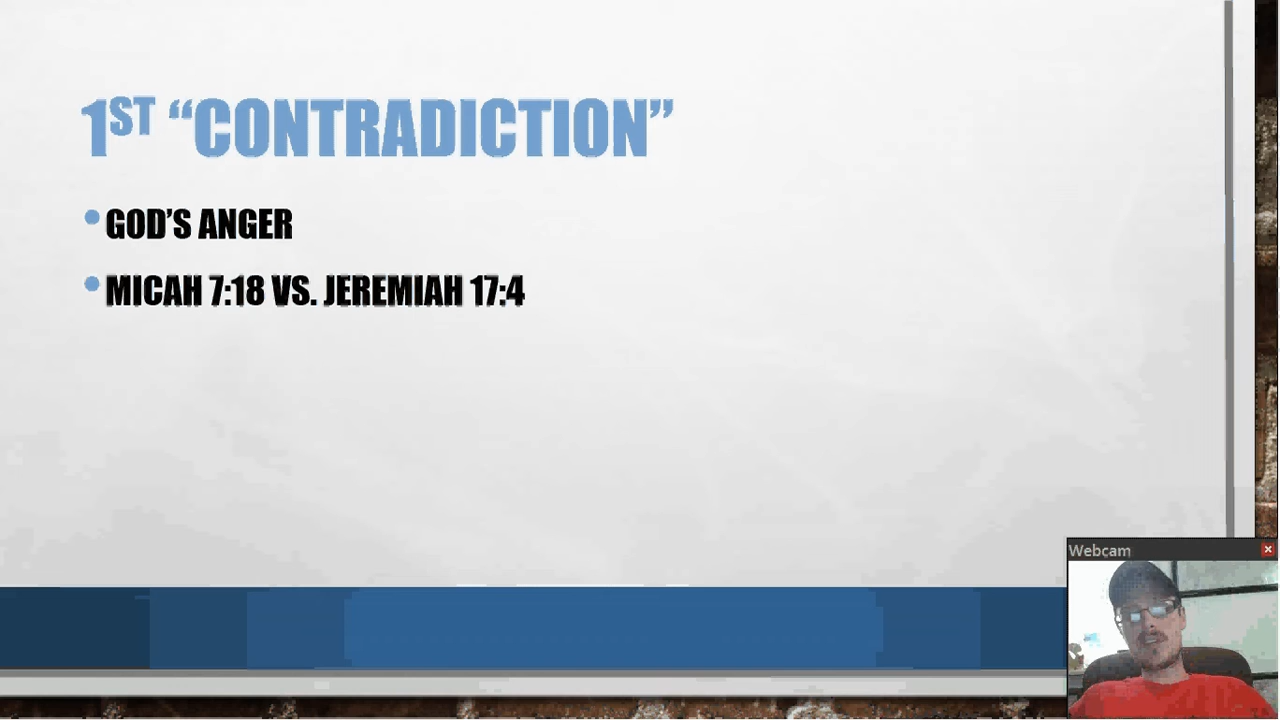 1ST “CONTRADICTION”
• GOD’S ANGER
• MICAH 7:18 VS. JEREMIAH 17:4
Webcam